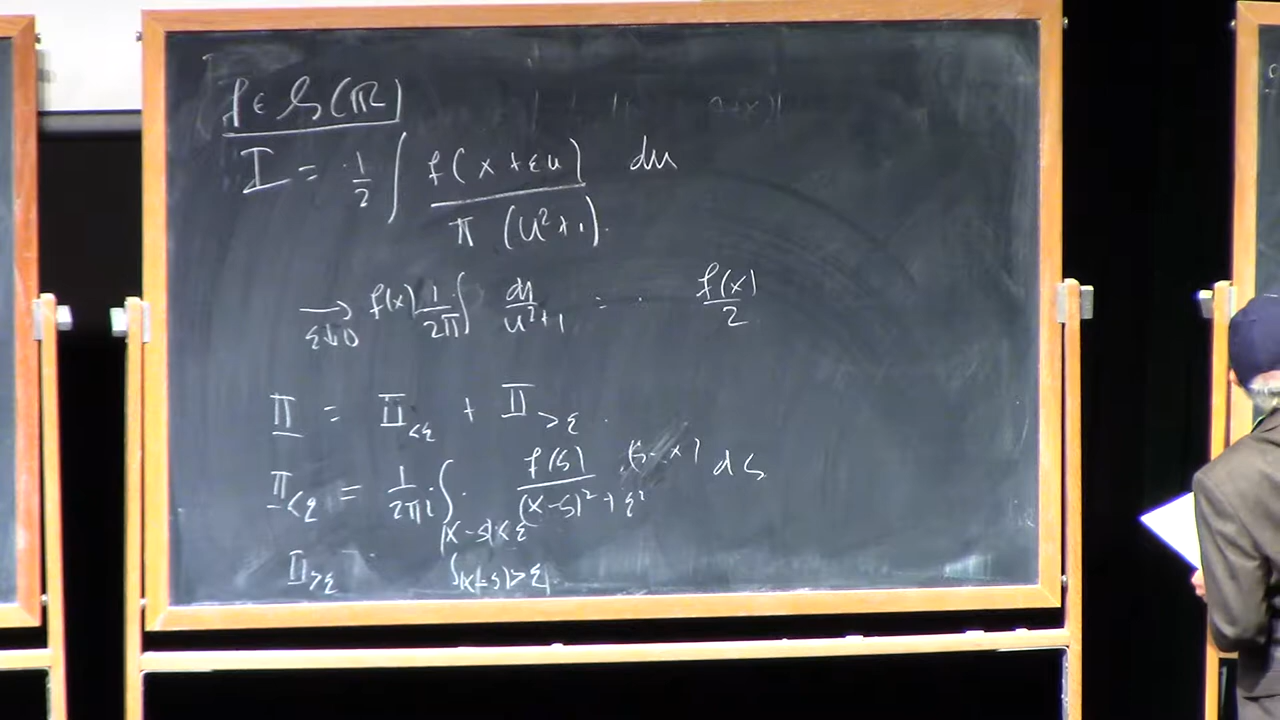 f ∈ S(ℝ)
I = 1/2 ∫ f(x + εu) / π(u² + 1) du
→ ε↓0 f(x) 1/2π ∫ du / u² + 1 = f(x)/2
II = II<ε + II>ε
II<ε = 1/2πi ∫|x-s|<ε f(s) (s-x) / (x-s)² + ε² ds
II>ε ∫|x-s|>ε